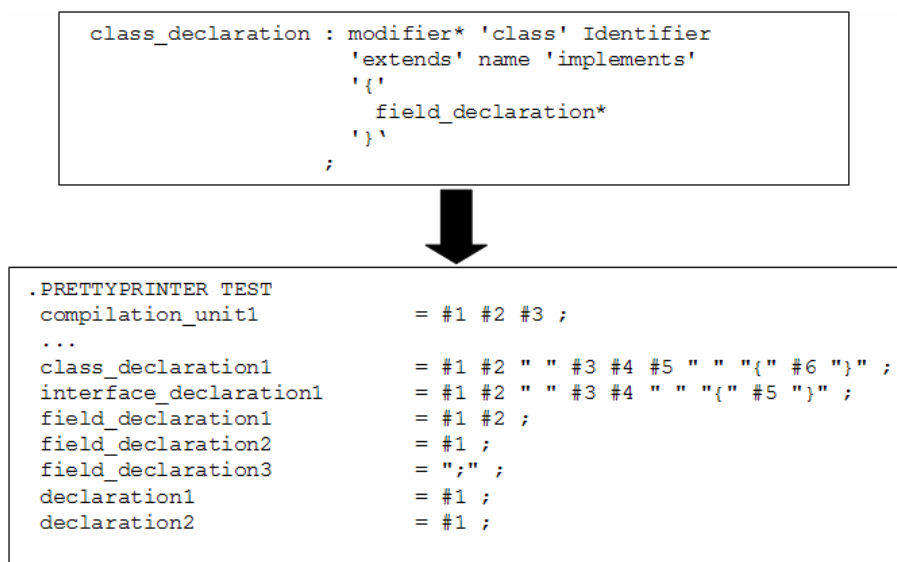 class_declaration : modifier* 'class' Identifier
'extends' name 'implements'
'{'
field_declaration*
'}‵
;
.PRETTYPRINTER TEST
compilation_unit1 = #1 #2 #3 ;
...
class_declaration1 = #1 #2 " " #3 #4 #5 " " "{" #6 "}" ;
interface_declaration1 = #1 #2 " " #3 #4 " " "{" #5 "}" ;
field_declaration1 = #1 #2 ;
field_declaration2 = #1 ;
field_declaration3 = ";" ;
declaration1 = #1 ;
declaration2 = #1 ;